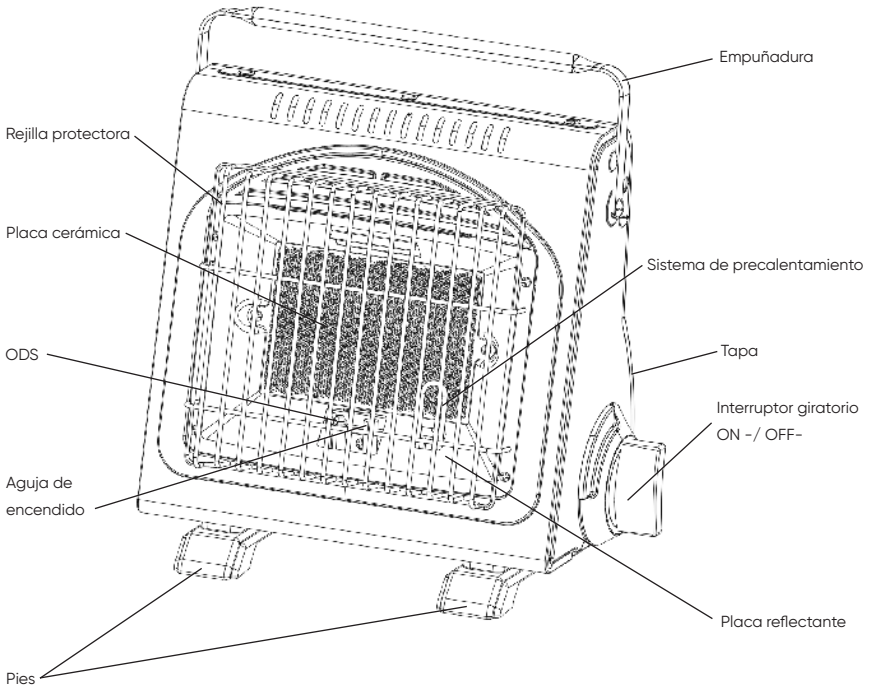 Empuñadura
Rejilla protectora
Placa cerámica
Sistema de precalentamiento
ODS
Tapa
Interruptor giratorio
ON -/ OFF-
Aguja de
encendido
Placa reflectante
Pies